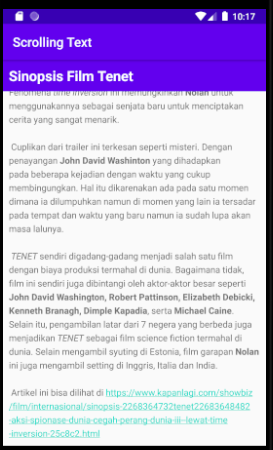 10:17
Scrolling Text
Sinopsis Film Tenet
Fenomena time inversion ini memungkinkan Nolan untuk
menggunakannya sebagai senjata baru untuk menciptakan
cerita yang sangat menarik.
Cuplikan dari trailer ini terkesan seperti misteri. Dengan
penayangan John David Washinton yang dihadapkan
pada beberapa kejadian dengan waktu yang cukup
membingungkan. Hal itu dikarenakan ada pada satu momen
dimana ia dilumpuhkan namun di momen yang lain ia tersadar
pada tempat dan waktu yang baru namun ia sudah lupa akan
masa lalunya.
TENET sendiri digadang-gadang menjadi salah satu film
dengan biaya produksi termahal di dunia. Bagaimana tidak,
film ini sendiri juga dibintangi oleh aktor-aktor besar seperti
John David Washington, Robert Pattinson, Elizabeth Debicki,
Kenneth Branagh, Dimple Kapadia, serta Michael Caine.
Selain itu, pengambilan latar dari 7 negera yang berbeda juga
menjadikan TENET sebagai film science fiction termahal di
dunia. Selain mengambil syuting di Estonia, film garapan Nolan
ini juga mengambil setting di Inggris, Italia dan India.
Artikel ini bisa dilihat di https://www.kapanlagi.com/showbiz
/film/internasional/sinopsis-2268364732tenet22683648482
-aksi-spionase-dunia-cegah-perang-dunia-iii--lewat-time
-inversion-25c8c2.html